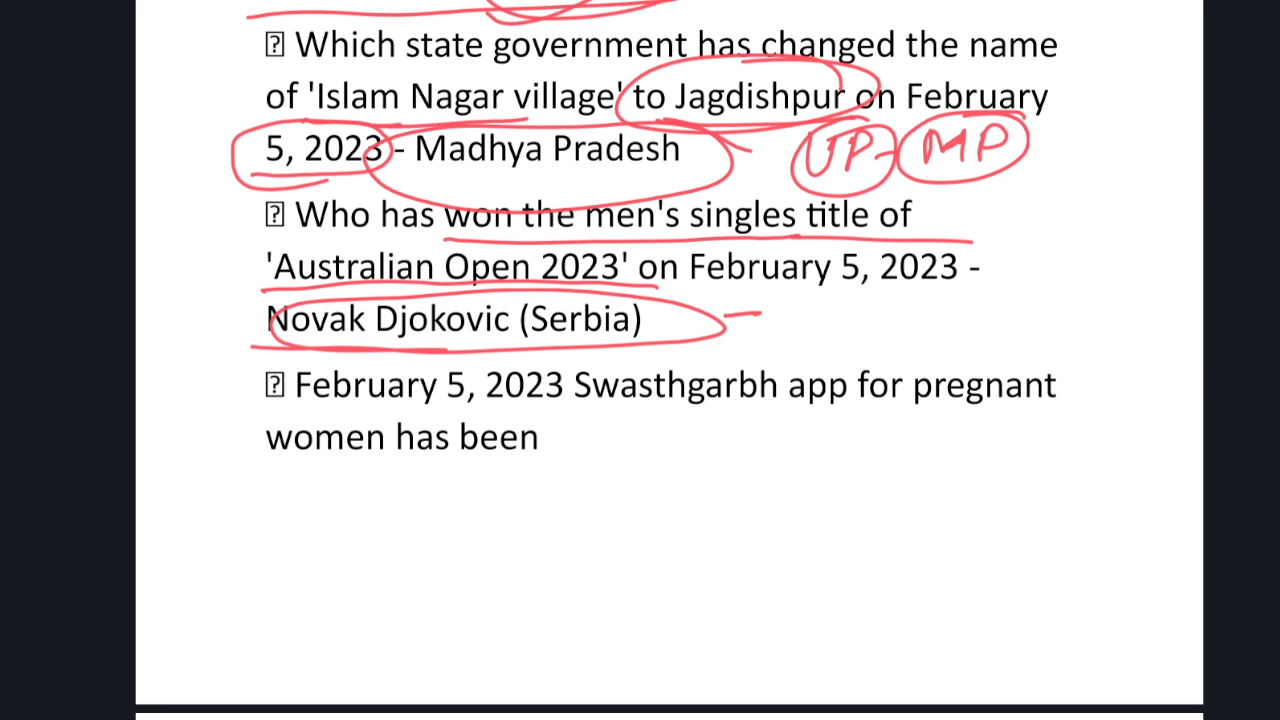 ⍰ Which state government has changed the name
of 'Islam Nagar village' to Jagdishpur on February
5, 2023 - Madhya Pradesh UP - MP
⍰ Who has won the men's singles title of
'Australian Open 2023' on February 5, 2023 -
Novak Djokovic (Serbia)
⍰ February 5, 2023 Swasthgarbh app for pregnant
women has been